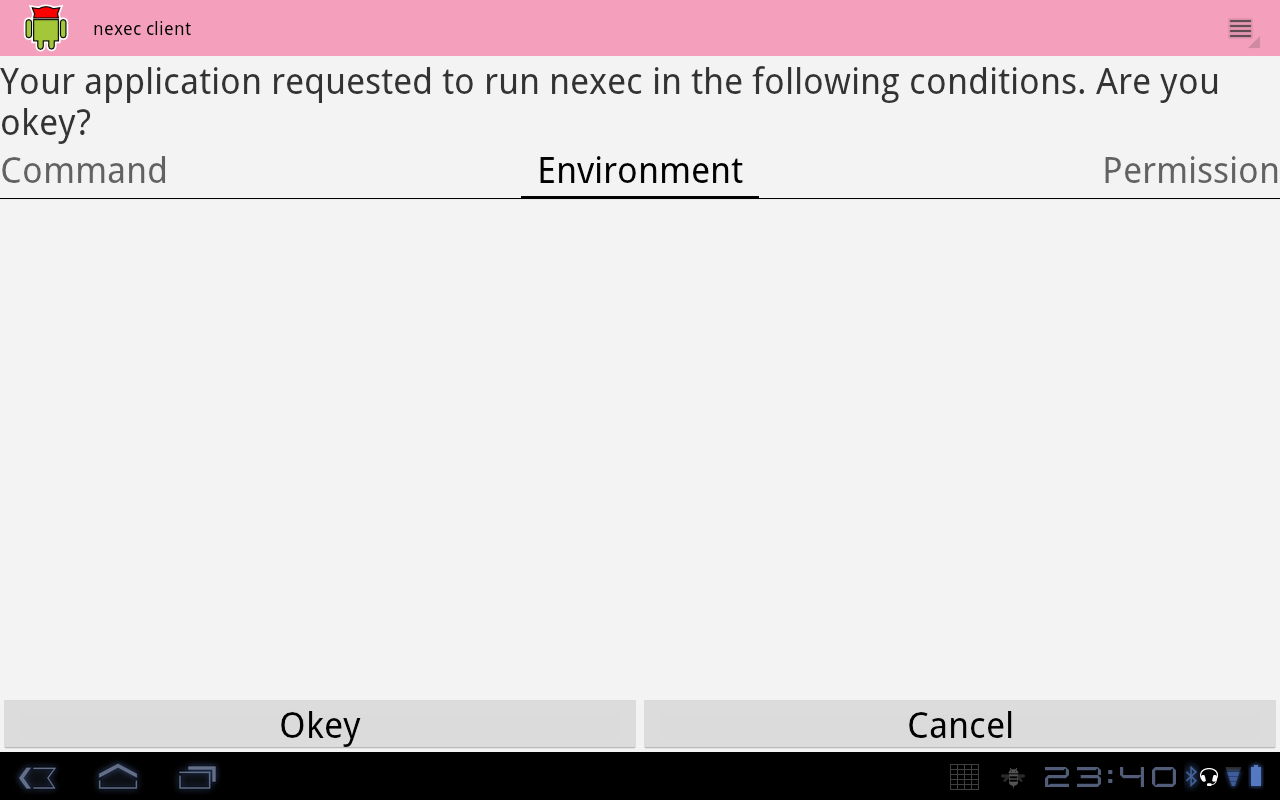 nexec client
Your application requested to run nexec in the following conditions. Are you
okey?
Command Environment Permission
Okey Cancel
23:40